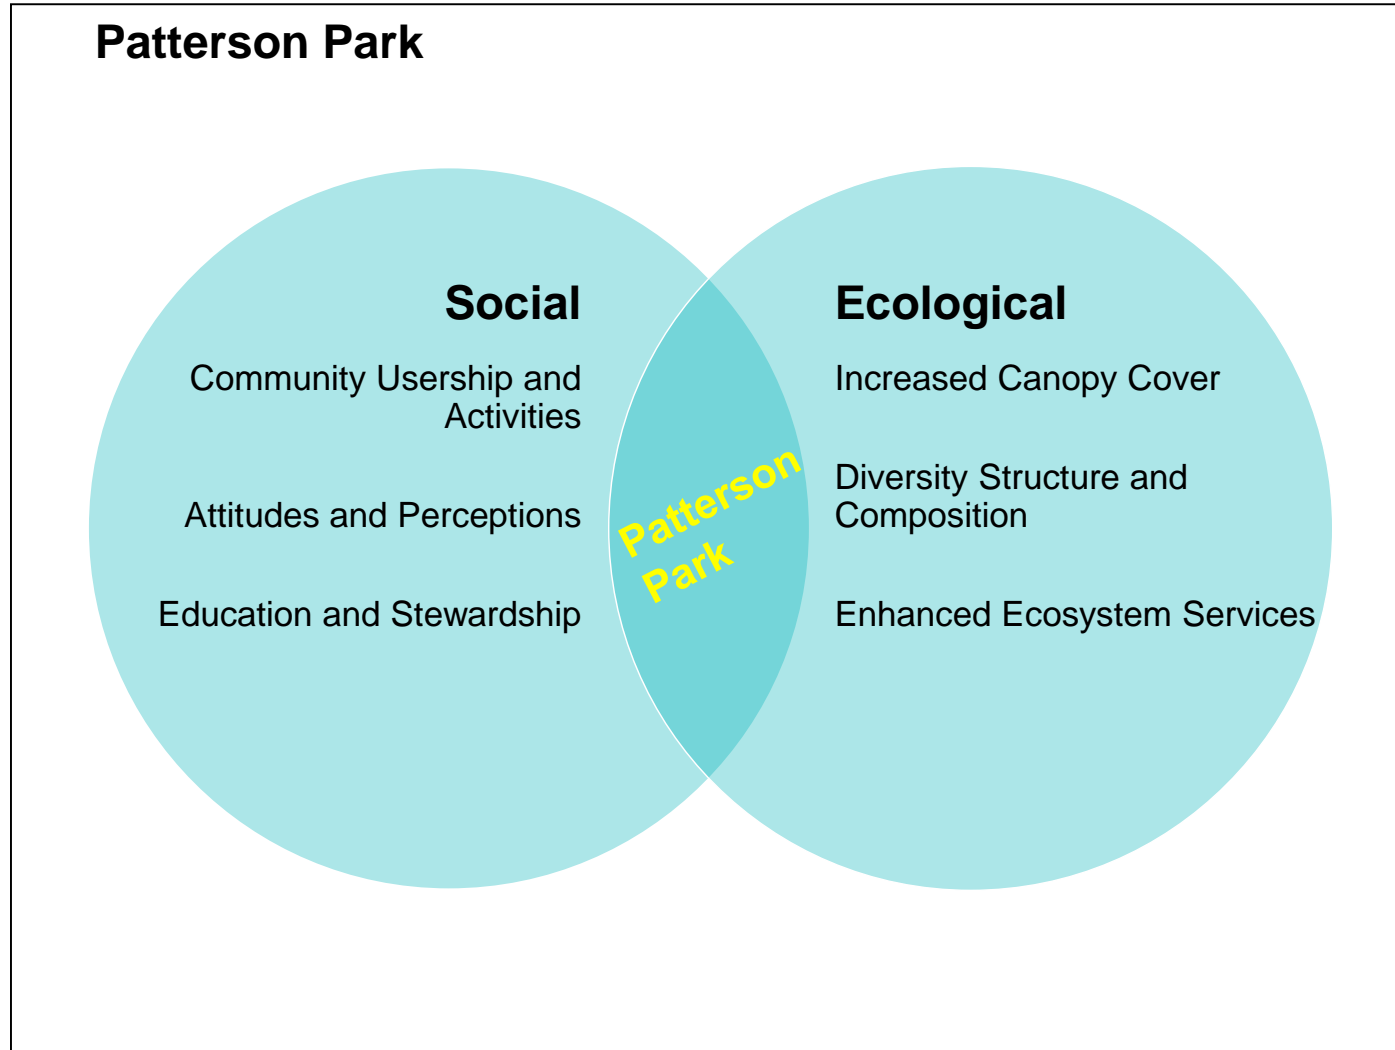 Patterson Park
Social
Community Usership and
Activities
Attitudes and Perceptions
Education and Stewardship
Patterson
Park
Ecological
Increased Canopy Cover
Diversity Structure and
Composition
Enhanced Ecosystem Services